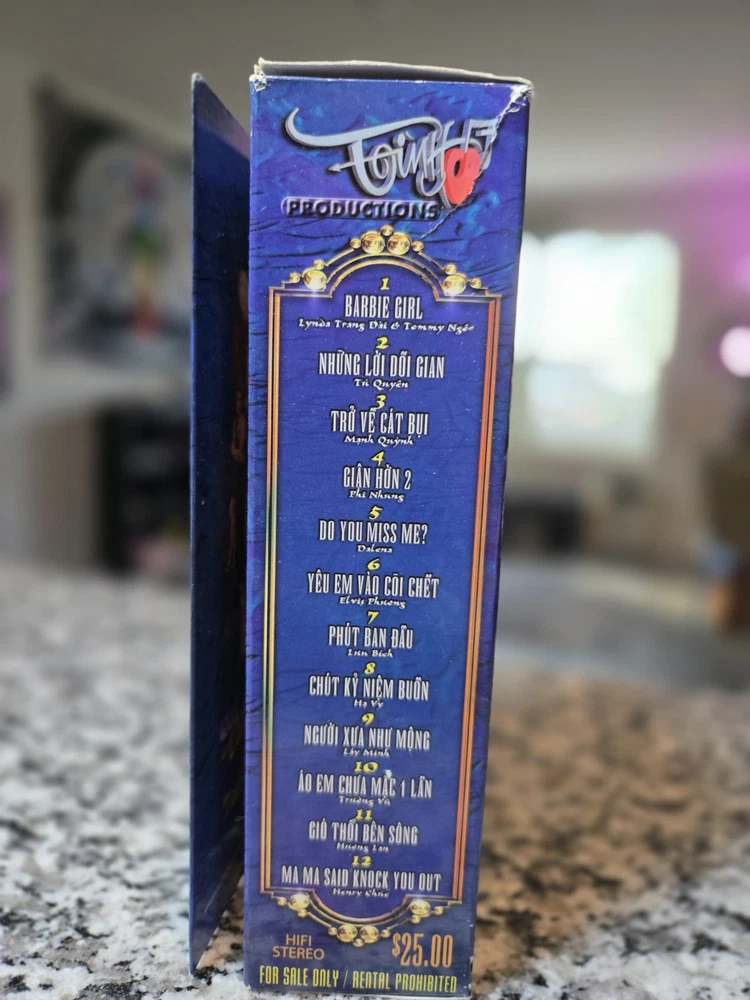 Tình
PRODUCTIONS
1
BARBIE GIRL
Lynda Trang Đài & Tommy Ngô
2
NHỮNG LỜI DỐI GIAN
Tú Quyên
3
TRỞ VỀ CÁT BỤI
Mạnh Quỳnh
4
GIẬN HỜN 2
Phi Nhung
5
DO YOU MISS ME?
Dalena
6
YÊU EM VÀO CÕI CHẾT
Elvis Phương
7
PHÚT BAN ĐẦU
Lưu Bích
8
CHÚT KỶ NIỆM BUỒN
Hạ Vy
9
NGƯỜI XƯA NHƯ MỘNG
Lâý Minh
10
ÁO EM CHƯA MẶC 1 LẦN
Trường Vũ
11
GIÓ THỔI BÊN SÔNG
Hương Lan
12
MA MA SAID KNOCK YOU OUT
Henry Chúc
HIFI
STEREO
$25.00
FOR SALE ONLY / RENTAL PROHIBITED